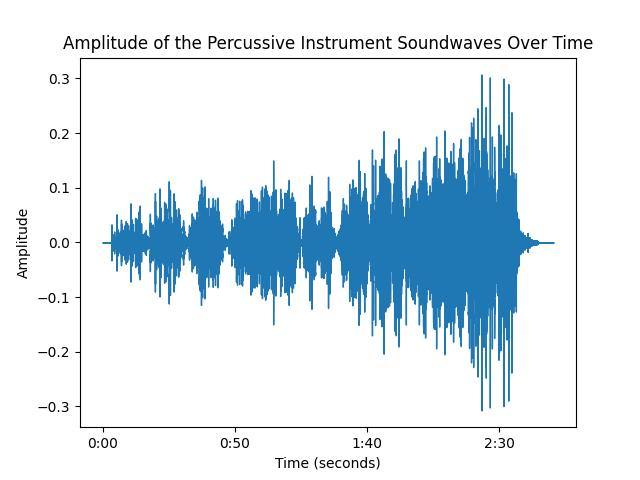 Amplitude of the Percussive Instrument Soundwaves Over Time
0.3
0.2
0.1
0.0
−0.1
−0.2
−0.3
Amplitude
0:00 0:50 1:40 2:30
Time (seconds)